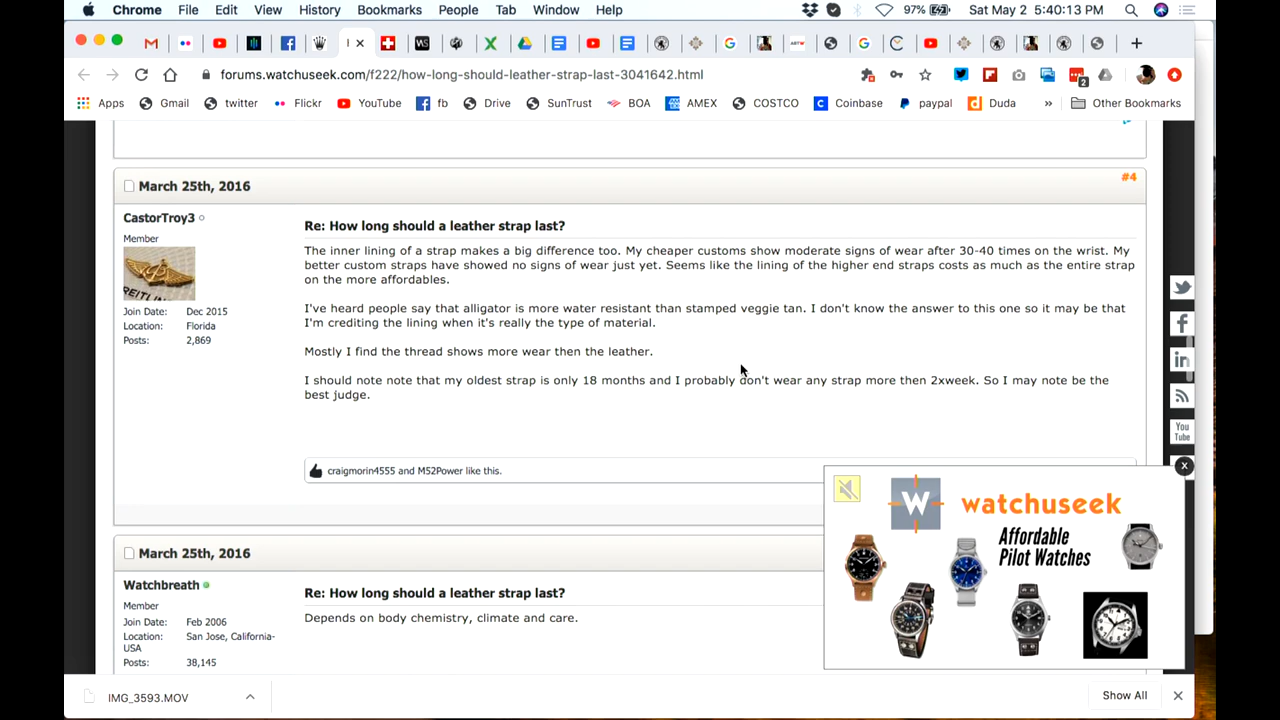 Chrome File Edit View History Bookmarks People Tab Window Help 97% Sat May 2 5:40:13 PM
forums.watchuseek.com/f222/how-long-should-leather-strap-last-3041642.html
2
Apps Gmail twitter Flickr YouTube fb Drive SunTrust BOA AMEX COSTCO Coinbase paypal Duda » Other Bookmarks
March 25th, 2016 #4
CastorTroy3
Member
BREITLING
Join Date: Dec 2015
Location: Florida
Posts: 2,869
Re: How long should a leather strap last?
The inner lining of a strap makes a big difference too. My cheaper customs show moderate signs of wear after 30-40 times on the wrist. My
better custom straps have showed no signs of wear just yet. Seems like the lining of the higher end straps costs as much as the entire strap
on the more affordables.
I've heard people say that alligator is more water resistant than stamped veggie tan. I don't know the answer to this one so it may be that
I'm crediting the lining when it's really the type of material.
Mostly I find the thread shows more wear then the leather.
I should note note that my oldest strap is only 18 months and I probably don't wear any strap more then 2xweek. So I may note be the
best judge.
craigmorin4555 and M52Power like this.
March 25th, 2016
Watchbreath
Member
Join Date: Feb 2006
Location: San Jose, California-
USA
Posts: 38,145
Re: How long should a leather strap last?
Depends on body chemistry, climate and care.
W watchuseek
Affordable
Pilot Watches
You
Tube
IMG_3593.MOV
Show All